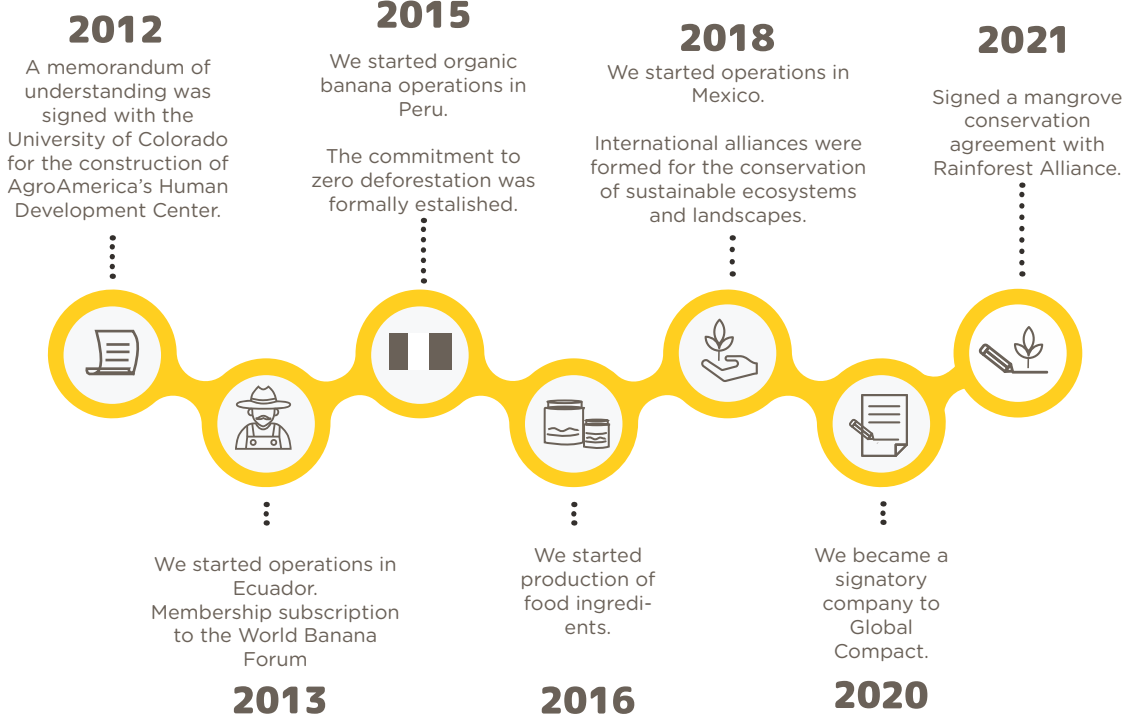 2012
A memorandum of
understanding was
signed with the
University of Colorado
for the construction of
AgroAmerica's Human
Development Center.
2015
We started organic
banana operations in
Peru.
The commitment to
zero deforestation was
formally estalished.
2018
We started operations in
Mexico.
International alliances were
formed for the conservation
of sustainable ecosystems
and landscapes.
2021
Signed a mangrove
conservation
agreement with
Rainforest Alliance.
We started operations in
Ecuador.
Membership subscription
to the World Banana
Forum
2013
We started
production of
food ingredi-
ents.
2016
We became a
signatory
company to
Global
Compact.
2020